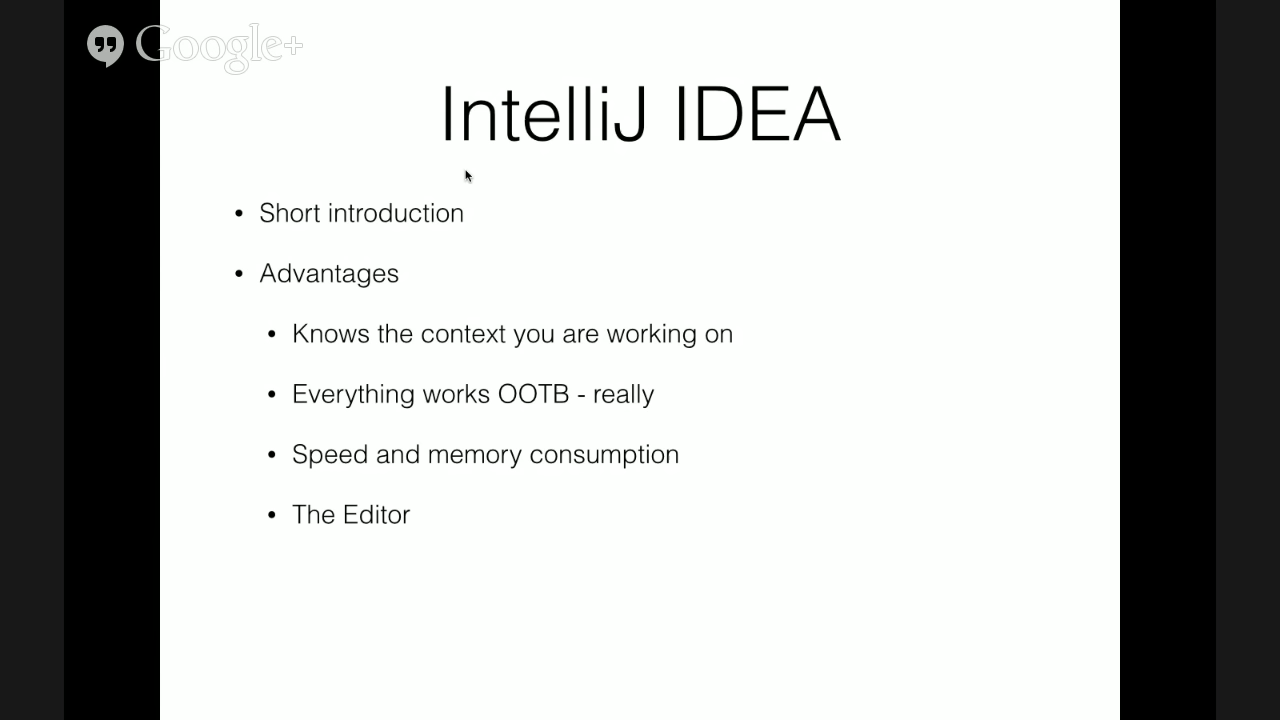 Google+
IntelliJ IDEA
• Short introduction
• Advantages
• Knows the context you are working on
• Everything works OOTB - really
• Speed and memory consumption
• The Editor